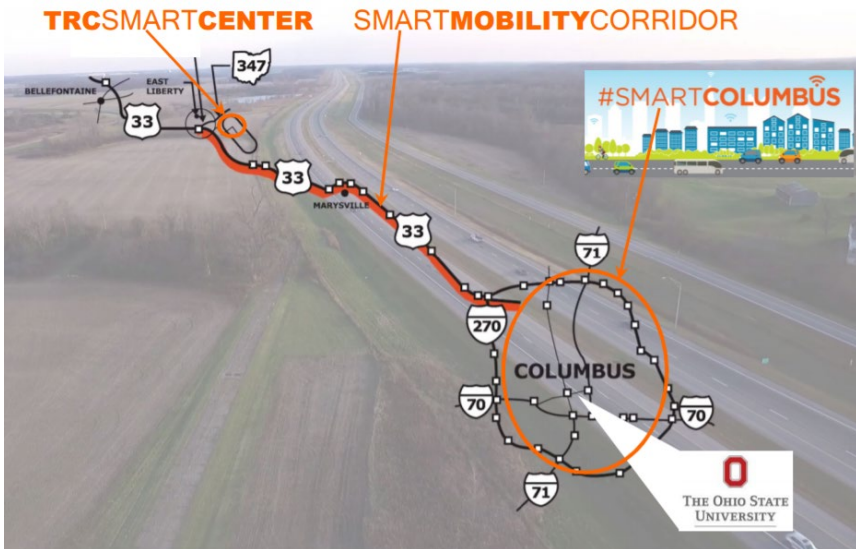 TRCSMARTCENTER
SMARTMOBILITYCORRIDOR
347
EAST
LIBERTY
BELLEFONTAINE
33
#SMARTCOLUMBUS
33
MARYSVILLE
33
71
270
COLUMBUS
70
70
71
O
THE OHIO STATE
UNIVERSITY